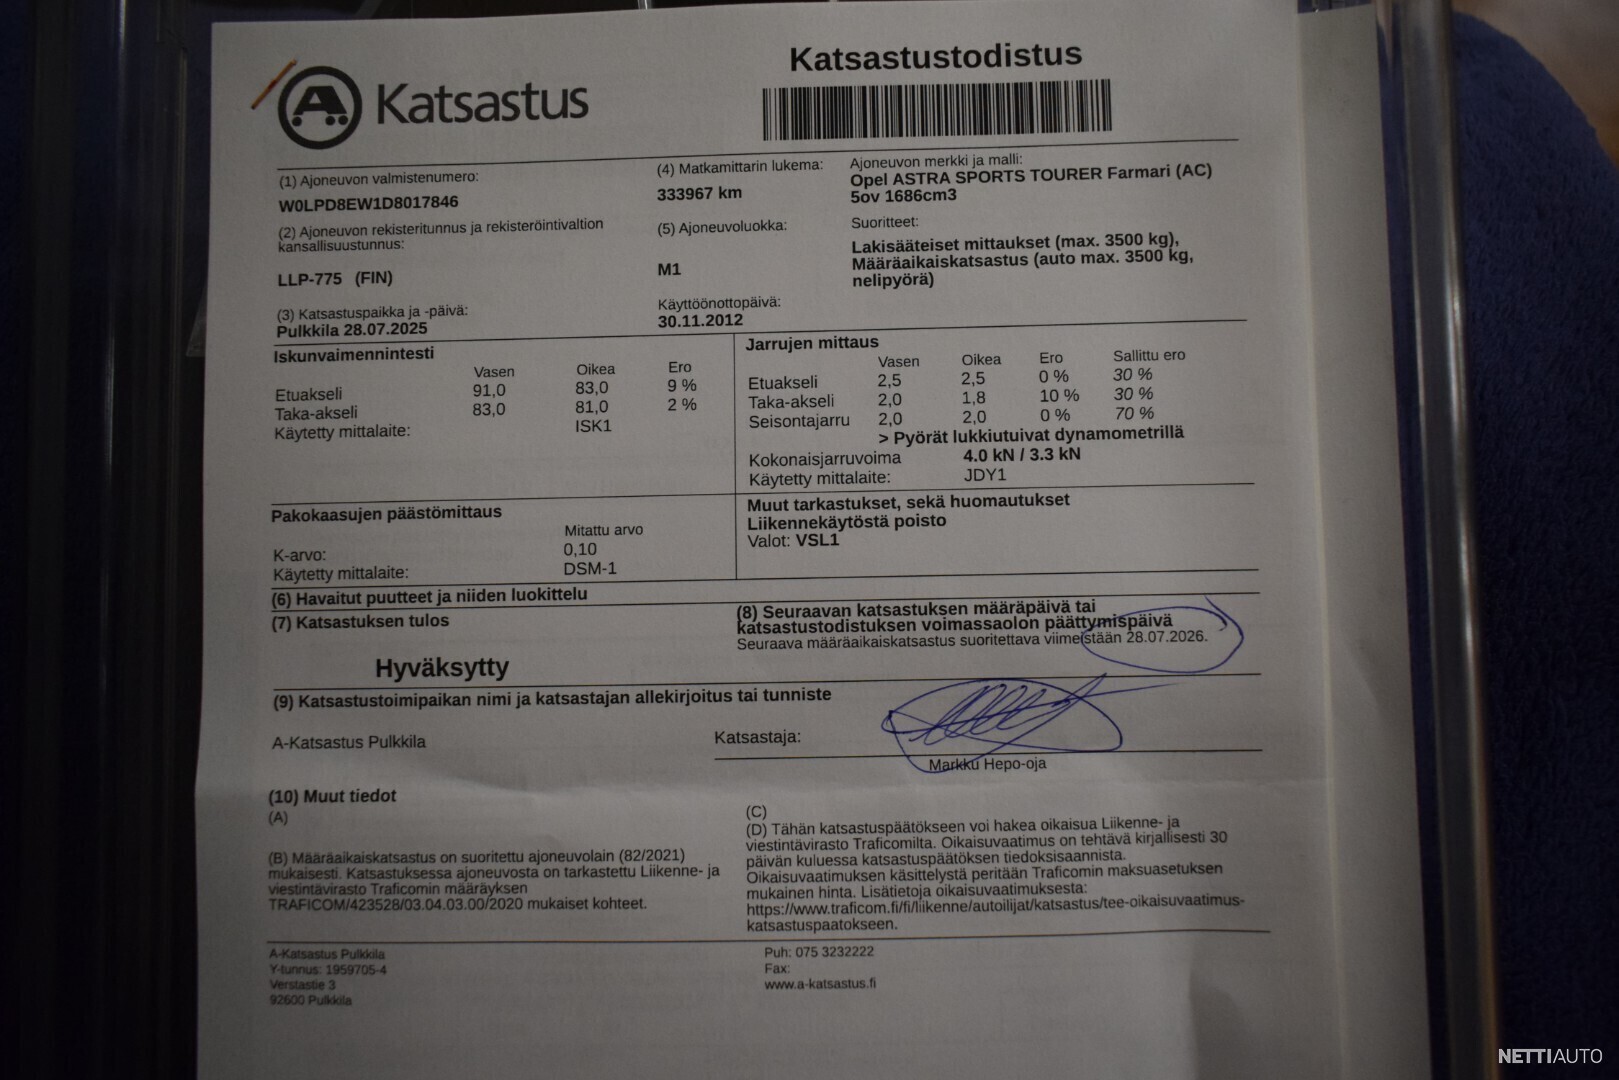 Katsastustodistus
A Katsastus
(1) Ajoneuvon valmistenumero:
W0LPD8EW1D8017846
(4) Matkamittarin lukema:
333967 km
Ajoneuvon merkki ja malli:
Opel ASTRA SPORTS TOURER Farmari (AC)
5ov 1686cm3
(2) Ajoneuvon rekisteritunnus ja rekisteröintivaltion
kansallisuustunnus:
LLP-775 (FIN)
(5) Ajoneuvoluokka:
M1
Suoritteet:
Lakisääteiset mittaukset (max. 3500 kg),
Määräaikaiskatsastus (auto max. 3500 kg,
nelipyörä)
(3) Katsastuspaikka ja -päivä:
Pulkkila 28.07.2025
Käyttöönottopäivä:
30.11.2012
Iskunvaimennintesti
Vasen Oikea Ero
Etuakseli 91,0 83,0 9 %
Taka-akseli 83,0 81,0 2 %
Käytetty mittalaite: ISK1
Jarrujen mittaus
Vasen Oikea Ero Sallittu ero
Etuakseli 2,5 2,5 0 % 30 %
Taka-akseli 2,0 1,8 10 % 30 %
Seisontajarru 2,0 2,0 0 % 70 %
> Pyörät lukkiutuivat dynamometrillä
Kokonaisjarruvoima 4.0 kN / 3.3 kN
Käytetty mittalaite: JDY1
Pakokaasujen päästömittaus
Mitattu arvo
K-arvo: 0,10
Käytetty mittalaite: DSM-1
Muut tarkastukset, sekä huomautukset
Liikennekäytöstä poisto
Valot: VSL1
(6) Havaitut puutteet ja niiden luokittelu
(7) Katsastuksen tulos
Hyväksytty
(8) Seuraavan katsastuksen määräpäivä tai
katsastustodistuksen voimassaolon päättymispäivä
Seuraava määräaikaiskatsastus suoritettava viimeistään 28.07.2026.
(9) Katsastustoimipaikan nimi ja katsastajan allekirjoitus tai tunniste
A-Katsastus Pulkkila
Katsastaja:
Markku Hepo-oja
(10) Muut tiedot
(A)
(B) Määräaikaiskatsastus on suoritettu ajoneuvolain (82/2021)
mukaisesti. Katsastuksessa ajoneuvosta on tarkastettu Liikenne- ja
viestintävirasto Traficomin määräyksen
TRAFICOM/423528/03.04.03.00/2020 mukaiset kohteet.
(C)
(D) Tähän katsastuspäätökseen voi hakea oikaisua Liikenne- ja
viestintävirasto Traficomilta. Oikaisuvaatimus on tehtävä kirjallisesti 30
päivän kuluessa katsastuspäätöksen tiedoksisaannista.
Oikaisuvaatimuksen käsittelystä peritään Traficomin maksuasetuksen
mukainen hinta. Lisätietoja oikaisuvaatimuksesta:
https://www.traficom.fi/fi/liikenne/autoilijat/katsastus/tee-oikaisuvaatimus-
katsastuspaatokseen.
A-Katsastus Pulkkila
Y-tunnus: 1959705-4
Verstastie 3
92600 Pulkkila
Puh: 075 3232222
Fax:
www.a-katsastus.fi
NETTIAUTO